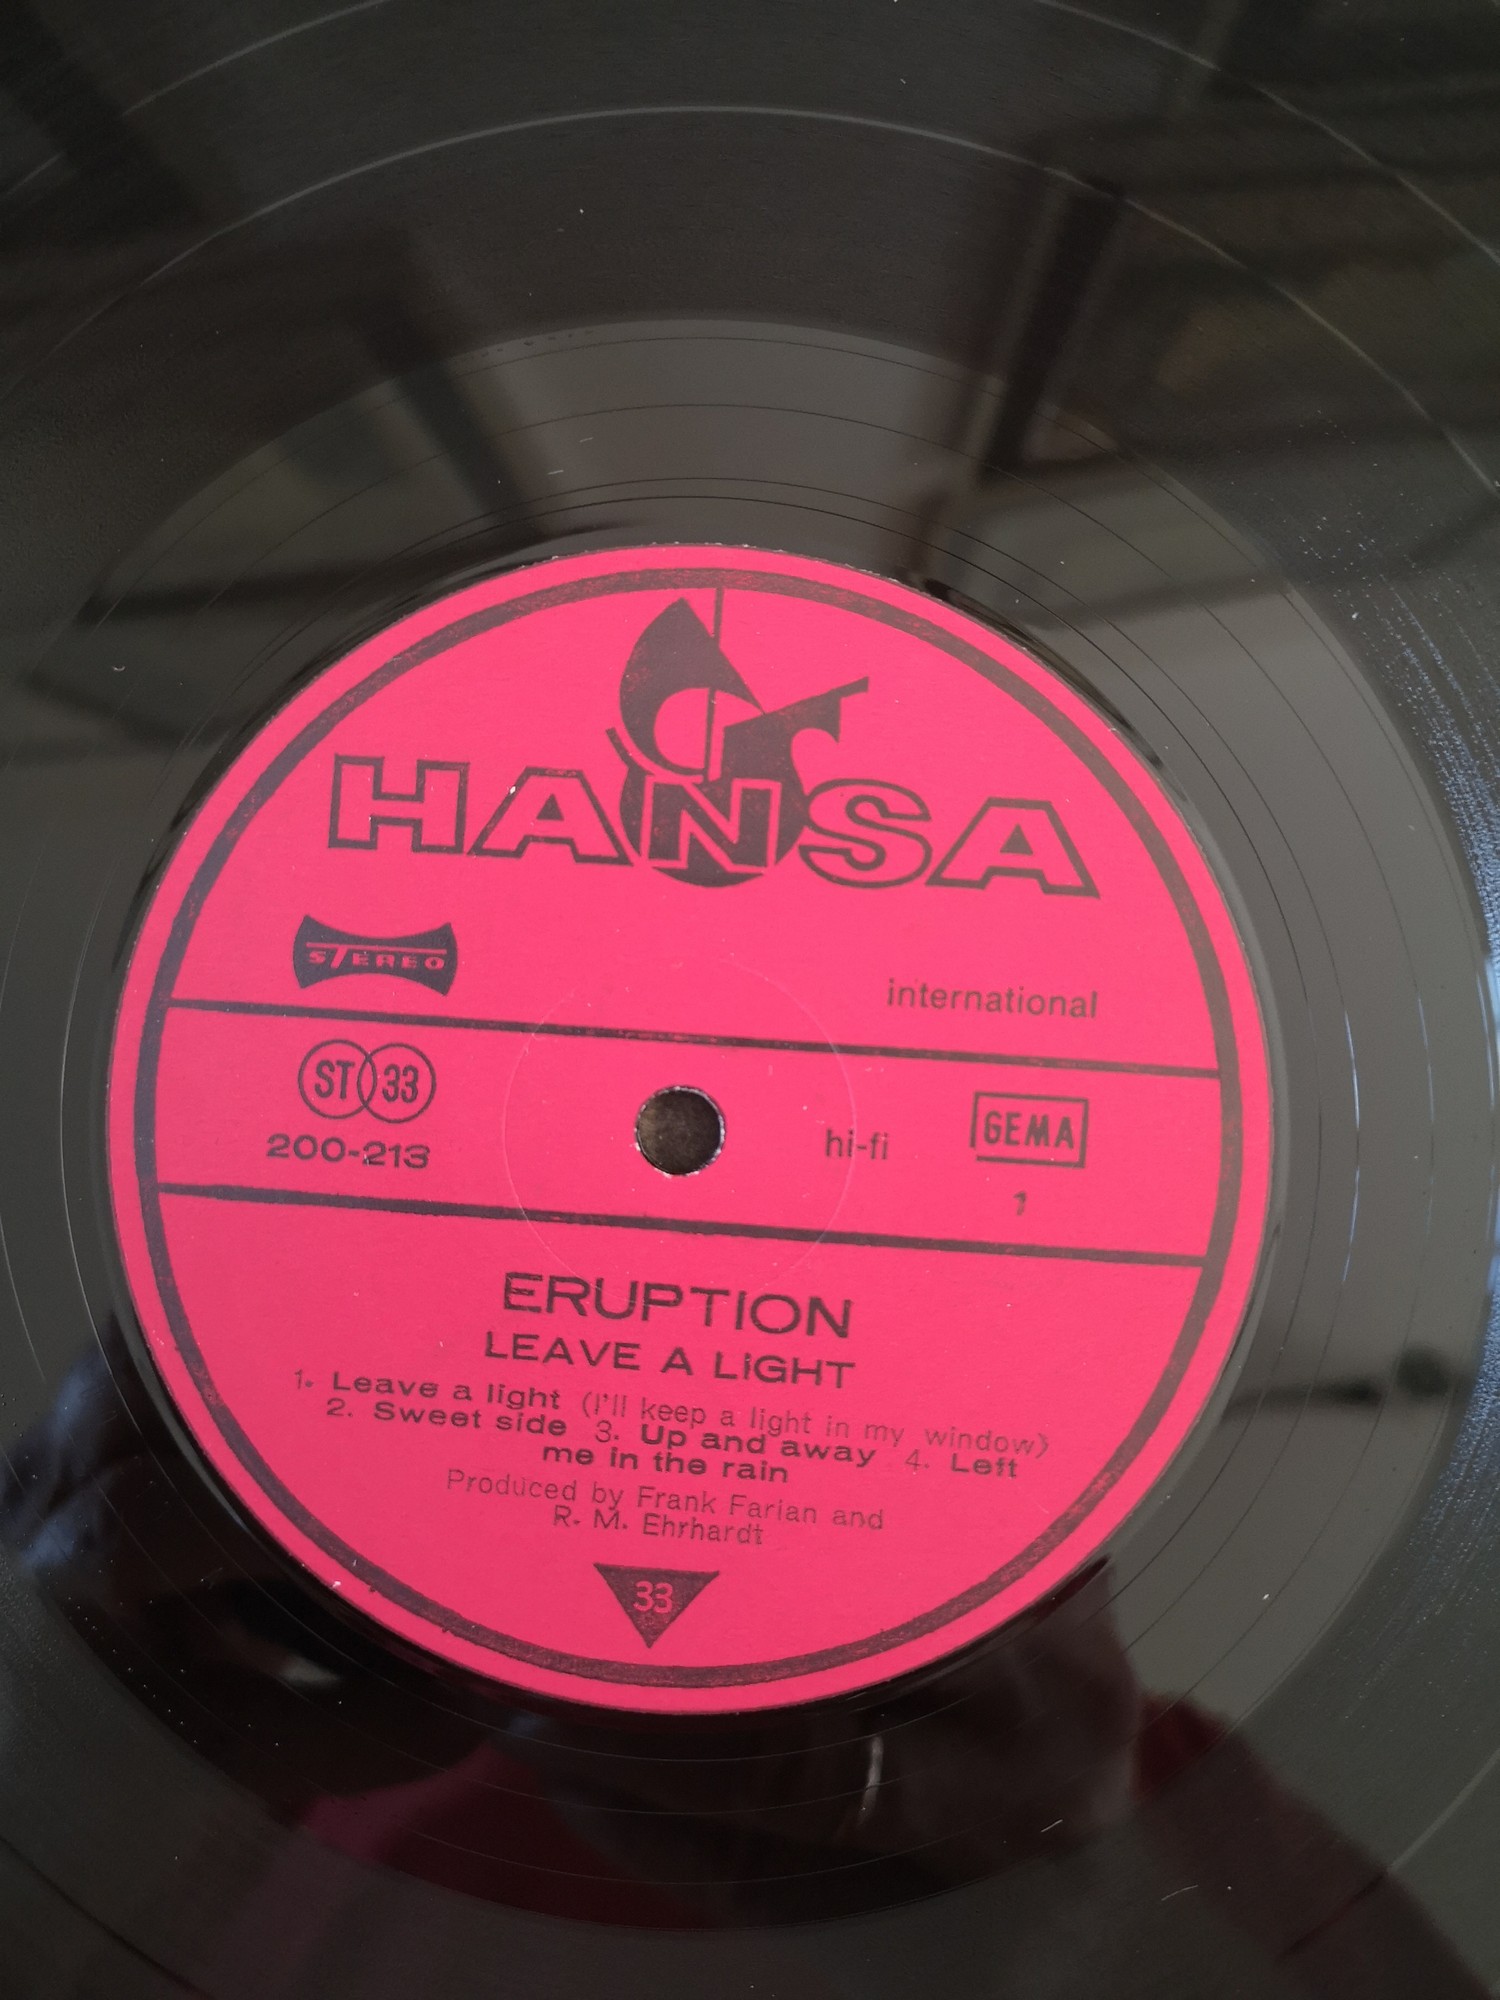 HANSA
STEREO
international
ST 33
200-213
hi-fi
GEMA
1
ERUPTION
LEAVE A LIGHT
1. Leave a light (I'll keep a light in my window)
2. Sweet side 3. Up and away 4. Left
me in the rain
Produced by Frank Farian and
R. M. Ehrhardt
33